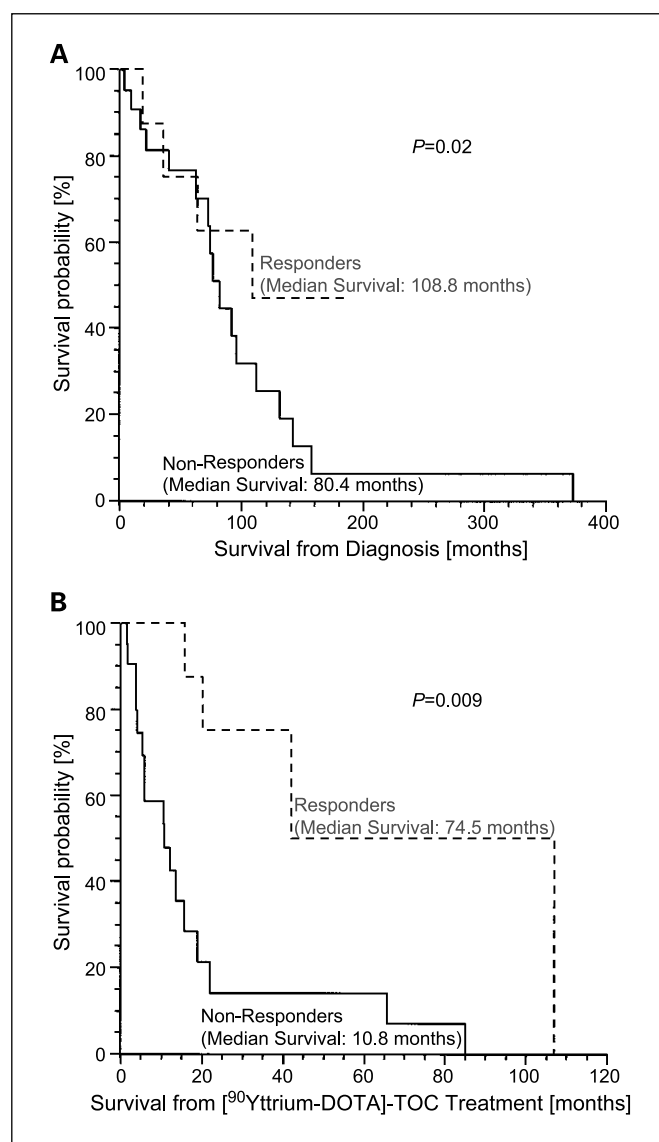 A
100
80
60
40
20
0
Survival probability [%]
P=0.02
Responders
(Median Survival: 108.8 months)
Non-Responders
(Median Survival: 80.4 months)
0 100 200 300 400
Survival from Diagnosis [months]
B
100
80
60
40
20
0
Survival probability [%]
P=0.009
Responders
(Median Survival: 74.5 months)
Non-Responders
(Median Survival: 10.8 months)
0 20 40 60 80 100 120
Survival from [⁹⁰Yttrium-DOTA]-TOC Treatment [months]